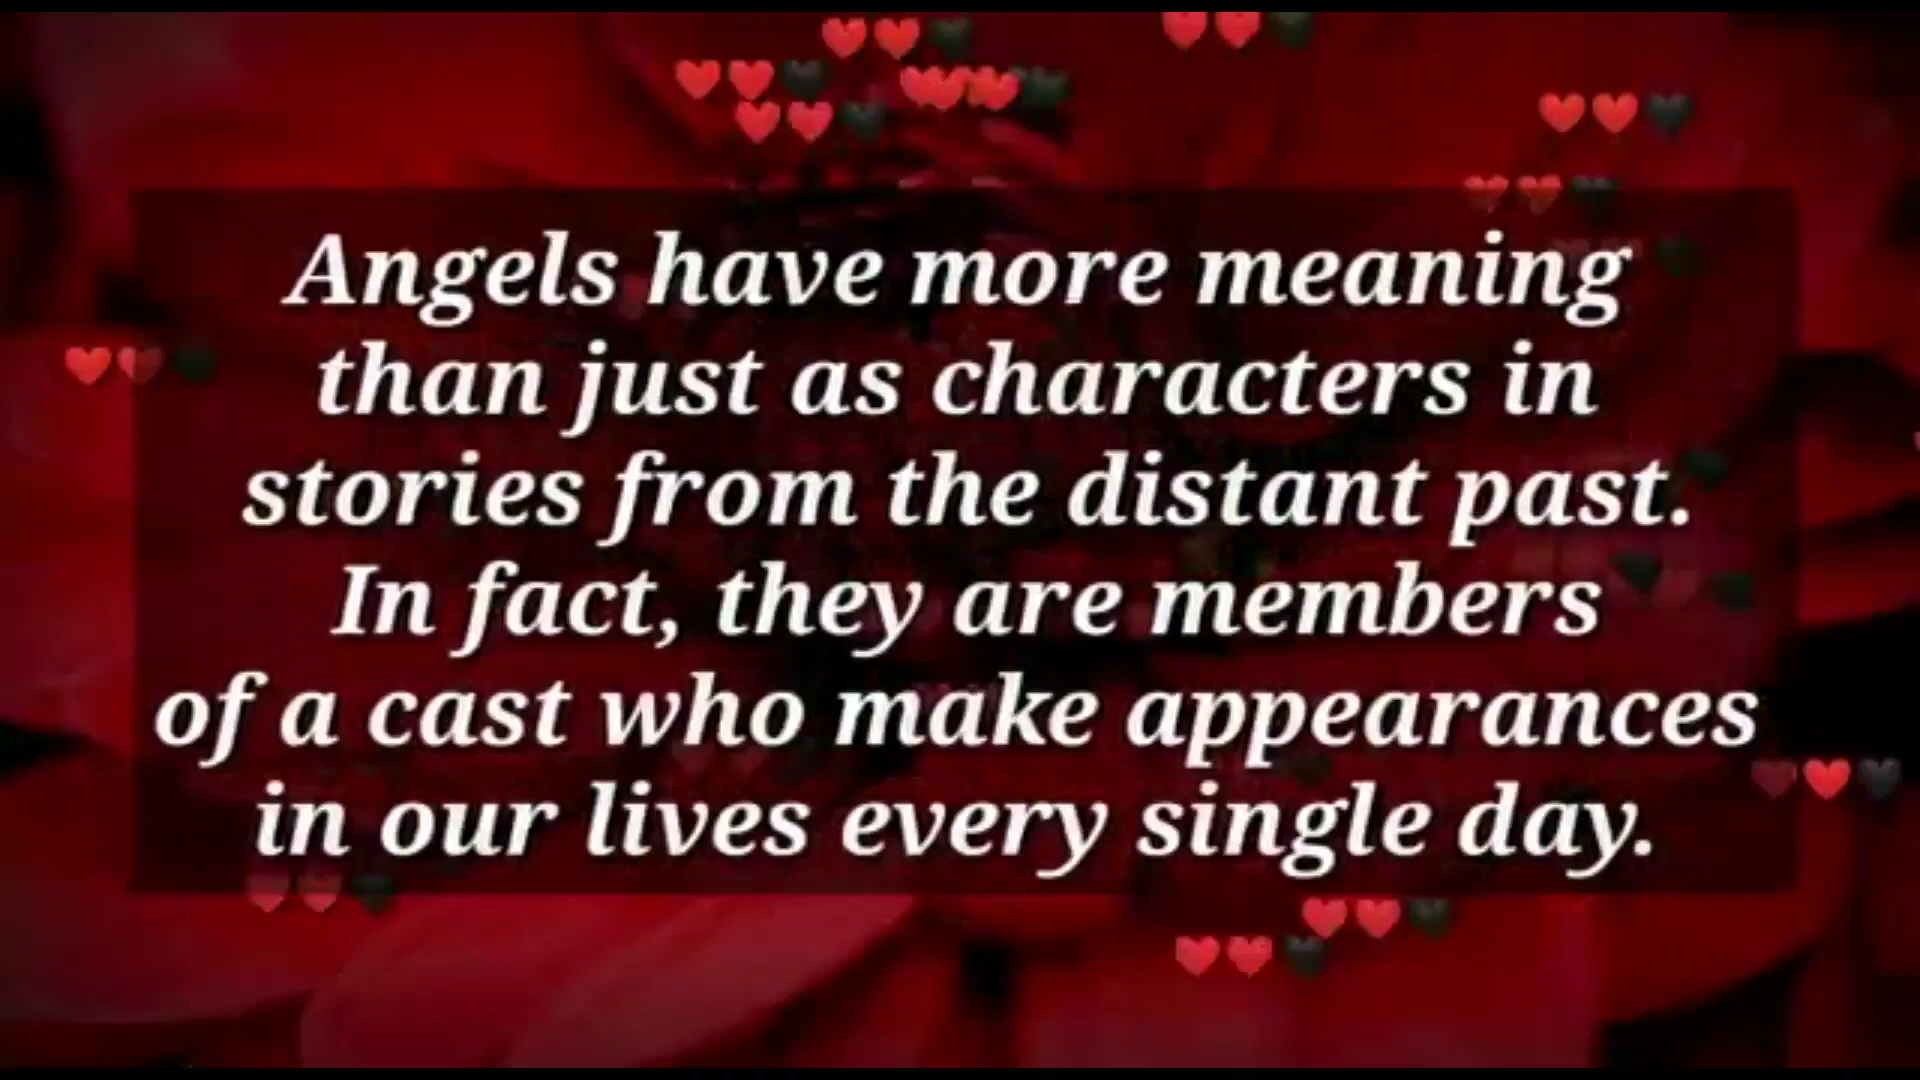 Angels have more meaning
than just as characters in
stories from the distant past.
In fact, they are members
of a cast who make appearances
in our lives every single day.